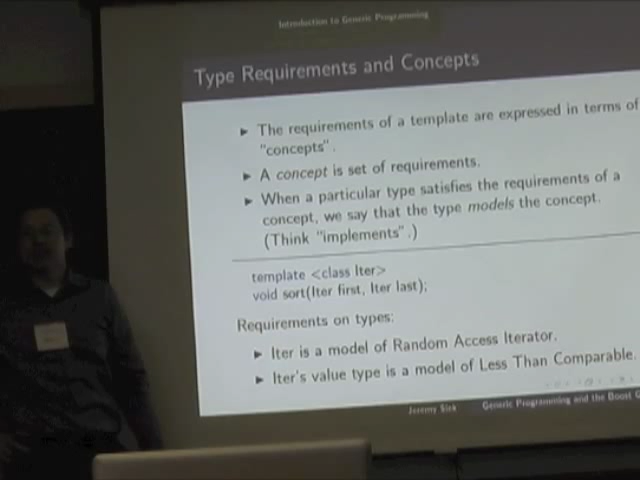 Introduction to Generic Programming
Type Requirements and Concepts
► The requirements of a template are expressed in terms of
"concepts".
► A concept is set of requirements.
► When a particular type satisfies the requirements of a
concept, we say that the type models the concept.
(Think "implements".)
template <class Iter>
void sort(Iter first, Iter last);
Requirements on types:
► Iter is a model of Random Access Iterator.
► Iter's value type is a model of Less Than Comparable.
Jeremy Siek Generic Programming and the Boost G